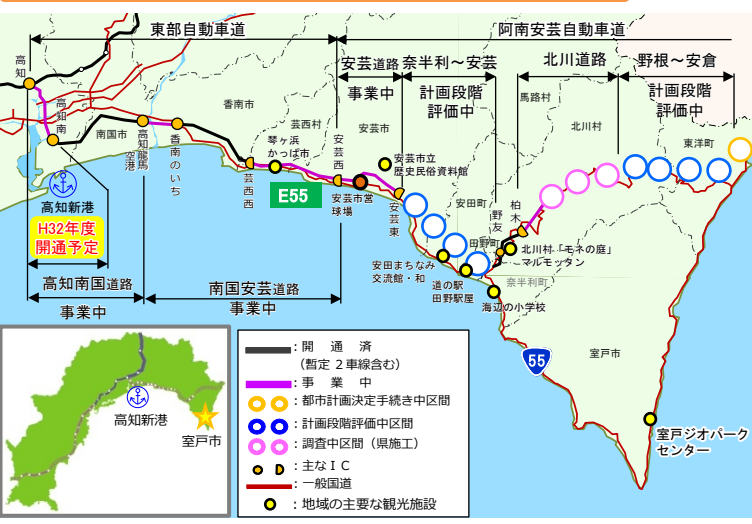 東部自動車道
阿南安芸自動車道
安芸道路
事業中
奈半利～安芸
計画段階
評価中
北川道路
野根～安倉
計画段階
評価中
高知
高知南
南国市
高知龍馬
空港
香南のいち
香南市
芸西村
芸西西
琴ヶ浜
かっぱ市
安芸西
安芸市
安芸市立
歴史民俗資料館
安芸市営
球場
安芸東
安田町
田野町
野友
柏木
馬路村
北川村
東洋町
北川村「モネの庭」
マルモッタン
奈半利町
安田まちなみ
交流館・和
道の駅
田野駅屋
海辺の小学校
室戸市
室戸ジオパーク
センター
55
E55
高知新港
H32年度
開通予定
高知南国道路
事業中
南国安芸道路
事業中
高知新港
室戸市
：開通済
（暫定２車線含む）
：事業中
：都市計画決定手続き中区間
：計画段階評価中区間
：調査中区間（県施工）
：主なＩＣ
：一般国道
：地域の主要な観光施設